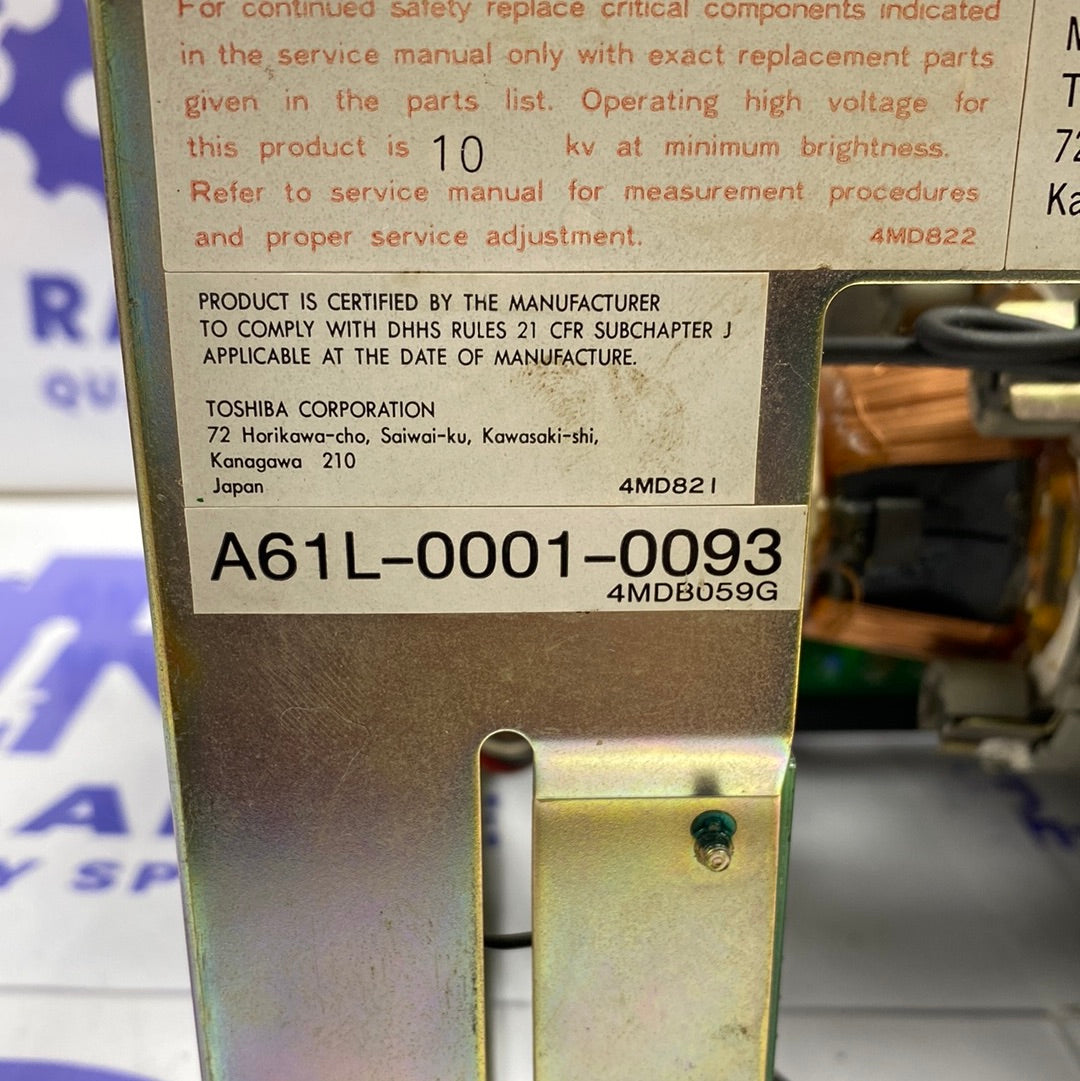 For continued safety replace critical components indicated
in the service manual only with exact replacement parts
given in the parts list. Operating high voltage for
this product is 10 kv at minimum brightness.
Refer to service manual for measurement procedures
and proper service adjustment. 4MD822
72
Ka
PRODUCT IS CERTIFIED BY THE MANUFACTURER
TO COMPLY WITH DHHS RULES 21 CFR SUBCHAPTER J
APPLICABLE AT THE DATE OF MANUFACTURE.
TOSHIBA CORPORATION
72 Horikawa-cho, Saiwai-ku, Kawasaki-shi,
Kanagawa 210
Japan 4MD821
A61L-0001-0093
4MDB059G